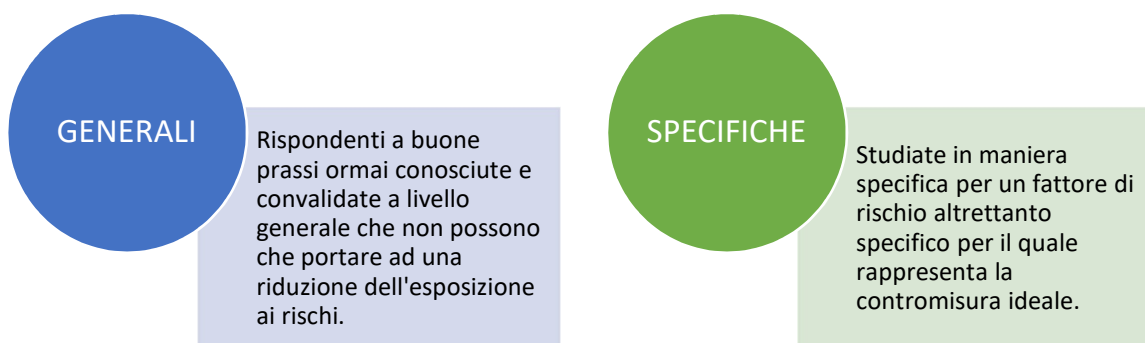 GENERALI
Rispondenti a buone
prassi ormai conosciute e
convalidate a livello
generale che non possono
che portare ad una
riduzione dell'esposizione
ai rischi.
SPECIFICHE
Studiate in maniera
specifica per un fattore di
rischio altrettanto
specifico per il quale
rappresenta la
contromisura ideale.